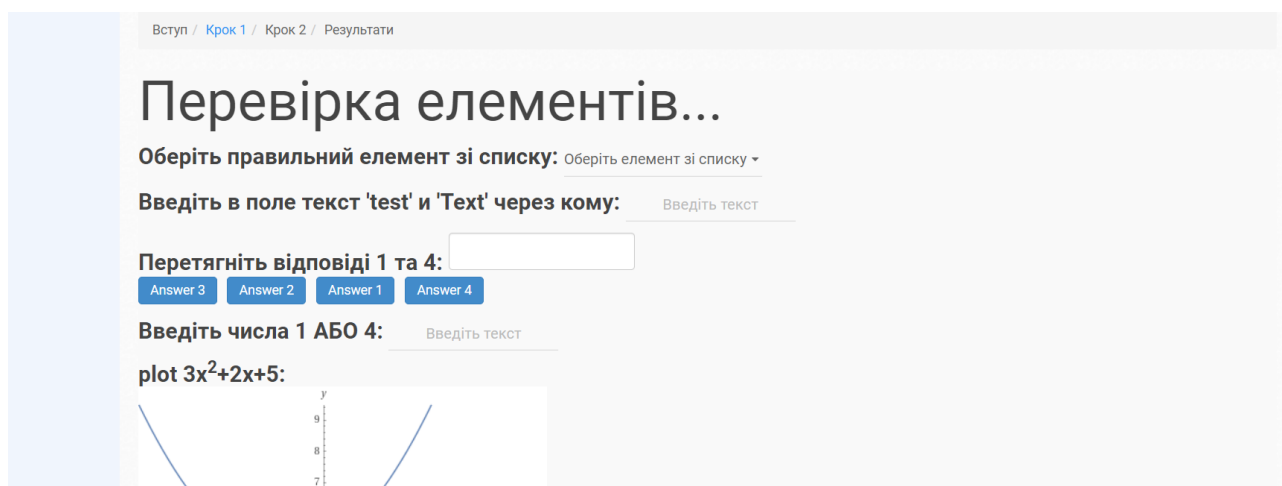 Вступ / Крок 1 / Крок 2 / Результати
Перевірка елементів...
Оберіть правильний елемент зі списку: Оберіть елемент зі списку
Введіть в поле текст 'test' и 'Text' через кому: Введіть текст
Перетягніть відповіді 1 та 4:
Answer 3 Answer 2 Answer 1 Answer 4
Введіть числа 1 АБО 4: Введіть текст
plot 3x²+2x+5:
y
9
8
7